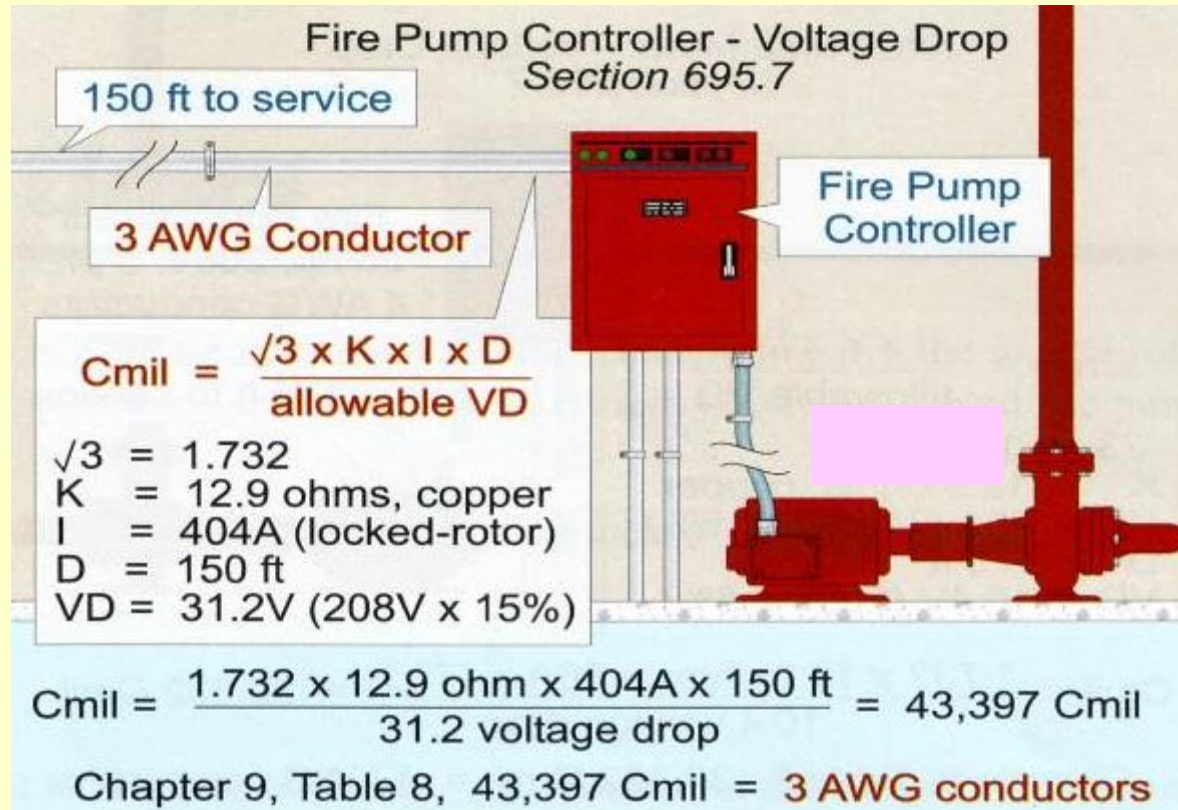 Fire Pump Controller - Voltage Drop
Section 695.7
150 ft to service
3 AWG Conductor
Fire Pump
Controller
Cmil = √3 x K x I x D
allowable VD
√3 = 1.732
K = 12.9 ohms, copper
I = 404A (locked-rotor)
D = 150 ft
VD = 31.2V (208V x 15%)
Cmil = 1.732 x 12.9 ohm x 404A x 150 ft = 43,397 Cmil
31.2 voltage drop
Chapter 9, Table 8, 43,397 Cmil = 3 AWG conductors